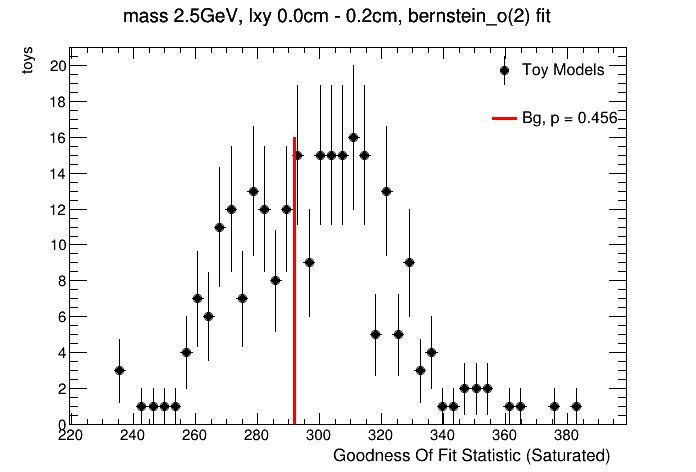 mass 2.5GeV, lxy 0.0cm - 0.2cm, bernstein_o(2) fit
toys
20
18
16
14
12
10
8
6
4
2
0
Toy Models
Bg, p = 0.456
220 240 260 280 300 320 340 360 380
Goodness Of Fit Statistic (Saturated)